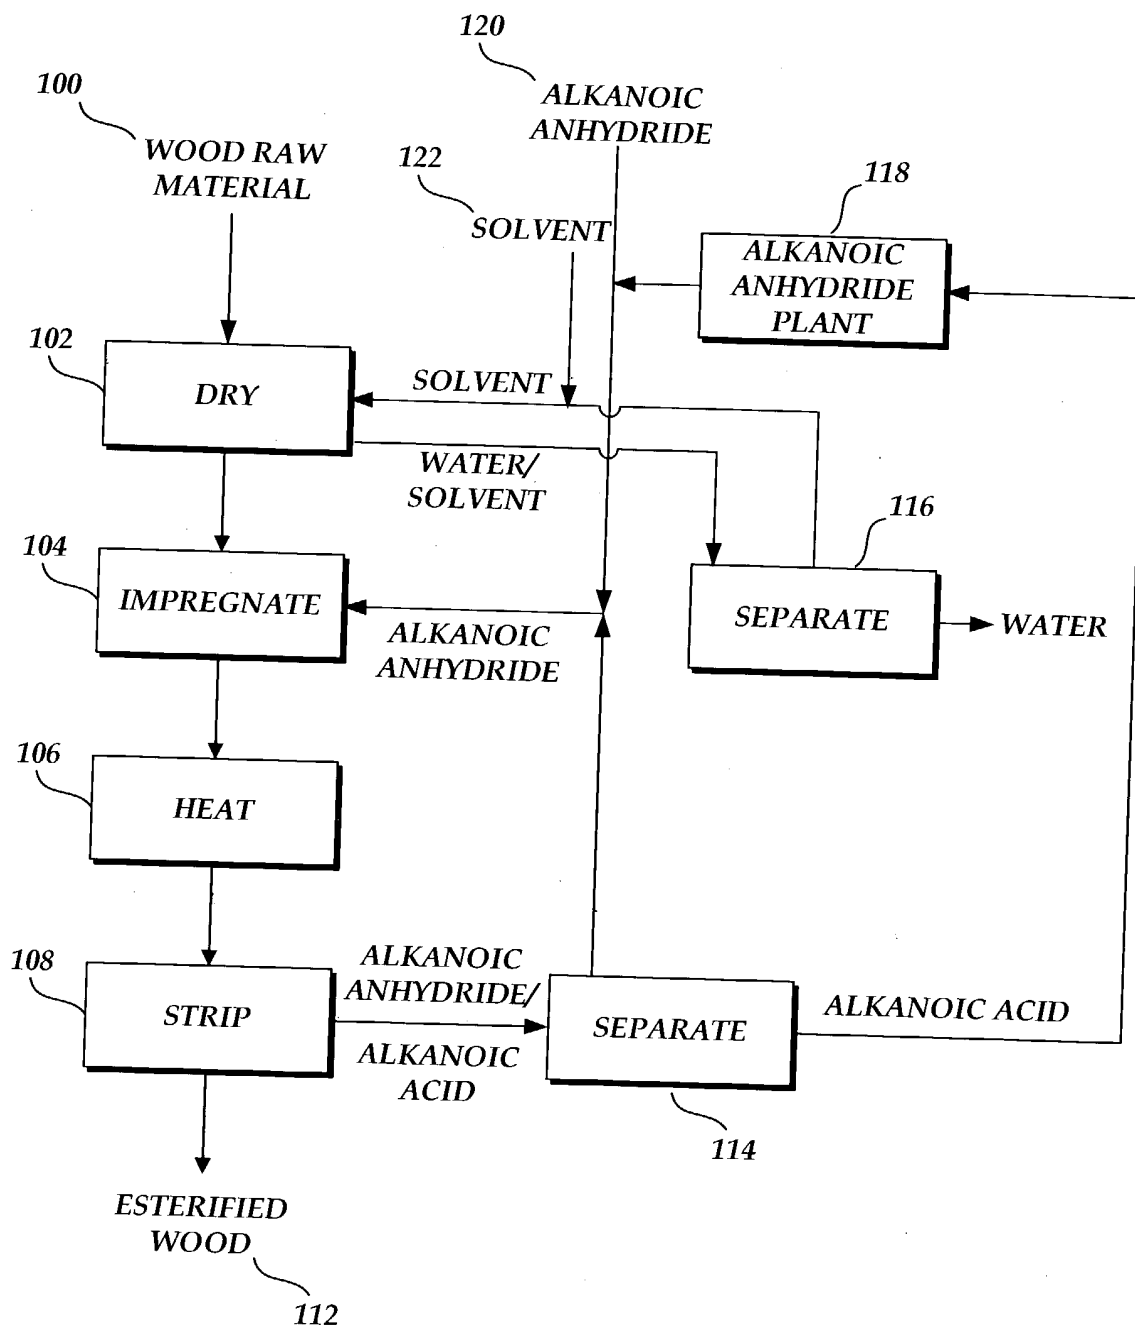 120
ALKANOIC
ANHYDRIDE
100
WOOD RAW
MATERIAL
122
SOLVENT
118
ALKANOIC
ANHYDRIDE
PLANT
102
DRY
SOLVENT
WATER/
SOLVENT
116
SEPARATE
WATER
104
IMPREGNATE
ALKANOIC
ANHYDRIDE
106
HEAT
108
STRIP
ALKANOIC
ANHYDRIDE/
ALKANOIC
ACID
SEPARATE
114
ALKANOIC ACID
ESTERIFIED
WOOD
112